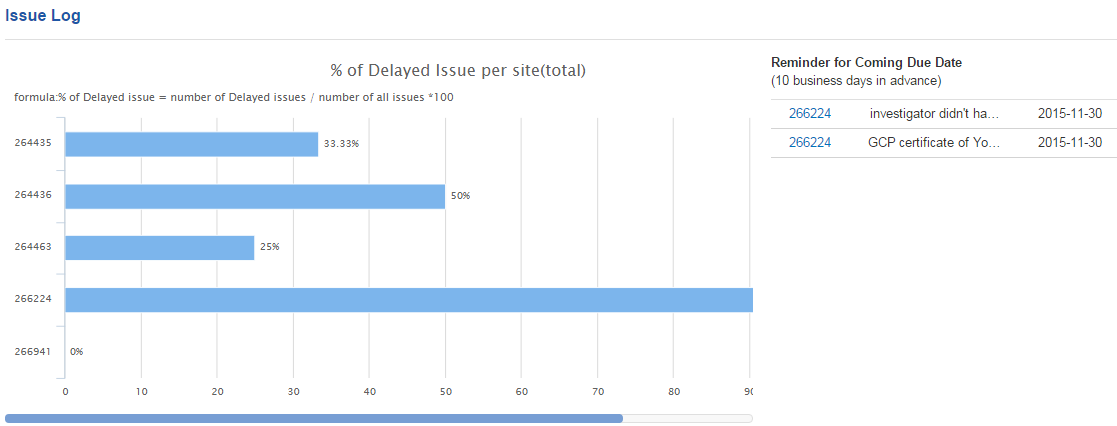 Issue Log
% of Delayed Issue per site(total)
formula:% of Delayed issue = number of Delayed issues / number of all issues *100
264435
33.33%
264436
50%
264463
25%
266224
266941
0%
0 10 20 30 40 50 60 70 80 90
Reminder for Coming Due Date
(10 business days in advance)
266224 investigator didn't ha... 2015-11-30
266224 GCP certificate of Yo... 2015-11-30